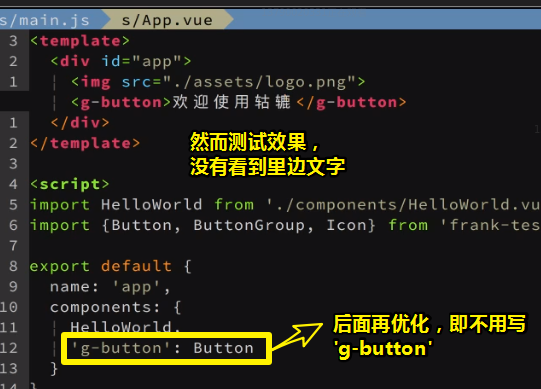 s/main.js s/App.vue
3 <template>
2 <div id="app">
1 <img src="./assets/logo.png">
<g-button>欢迎使用轱辘</g-button>
1 </div>
2 </template>
然而测试效果，
没有看到里边文字
3
4 <script>
5 import HelloWorld from './components/HelloWorld.vu
6 import {Button, ButtonGroup, Icon} from 'frank-tes
7
8 export default {
9 name: 'app',
10 components: {
11 HelloWorld,
12 'g-button': Button
13 }
14 }
后面再优化，即不用写
'g-button'